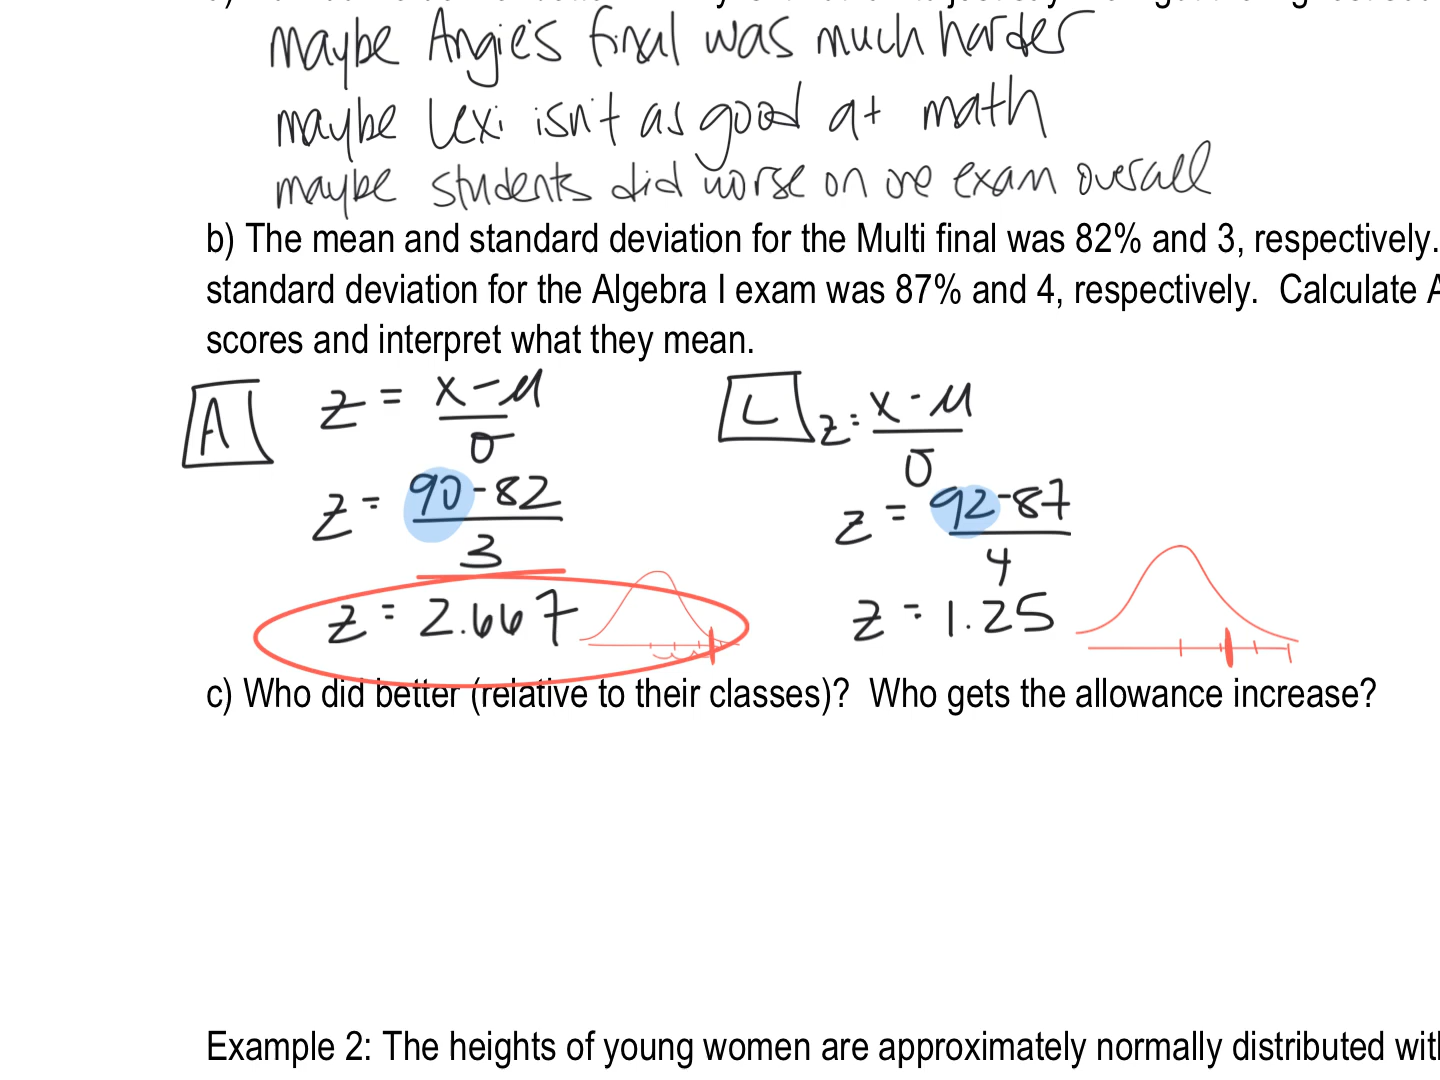 maybe Angie's final was much harder
maybe Lexi isn't as good at math
maybe students did worse on one exam overall
b) The mean and standard deviation for the Multi final was 82% and 3, respectively.
standard deviation for the Algebra I exam was 87% and 4, respectively.  Calculate A
scores and interpret what they mean.
A z = x-μ / σ
L z = x-μ / σ
z = 90-82 / 3
z = 92-87 / 4
z = 2.667
z = 1.25
c) Who did better (relative to their classes)?  Who gets the allowance increase?
Example 2: The heights of young women are approximately normally distributed wit